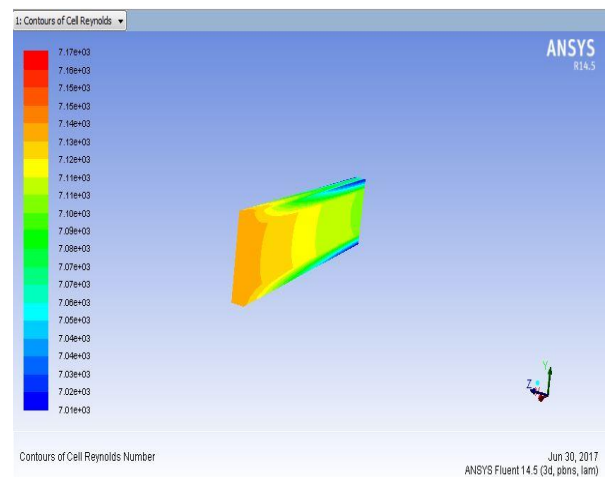 1: Contours of Cell Reynolds
ANSYS
R14.5
7.17e+03
7.16e+03
7.15e+03
7.15e+03
7.14e+03
7.13e+03
7.12e+03
7.11e+03
7.11e+03
7.10e+03
7.09e+03
7.08e+03
7.07e+03
7.07e+03
7.06e+03
7.05e+03
7.04e+03
7.04e+03
7.03e+03
7.02e+03
7.01e+03
Y
Z
Contours of Cell Reynolds Number
Jun 30, 2017
ANSYS Fluent 14.5 (3d, pbns, lam)